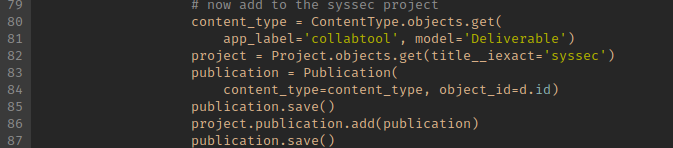 79 # now add to the syssec project
80 content_type = ContentType.objects.get(
81 app_label='collabtool', model='Deliverable')
82 project = Project.objects.get(title__iexact='syssec')
83 publication = Publication(
84 content_type=content_type, object_id=d.id)
85 publication.save()
86 project.publication.add(publication)
87 publication.save()